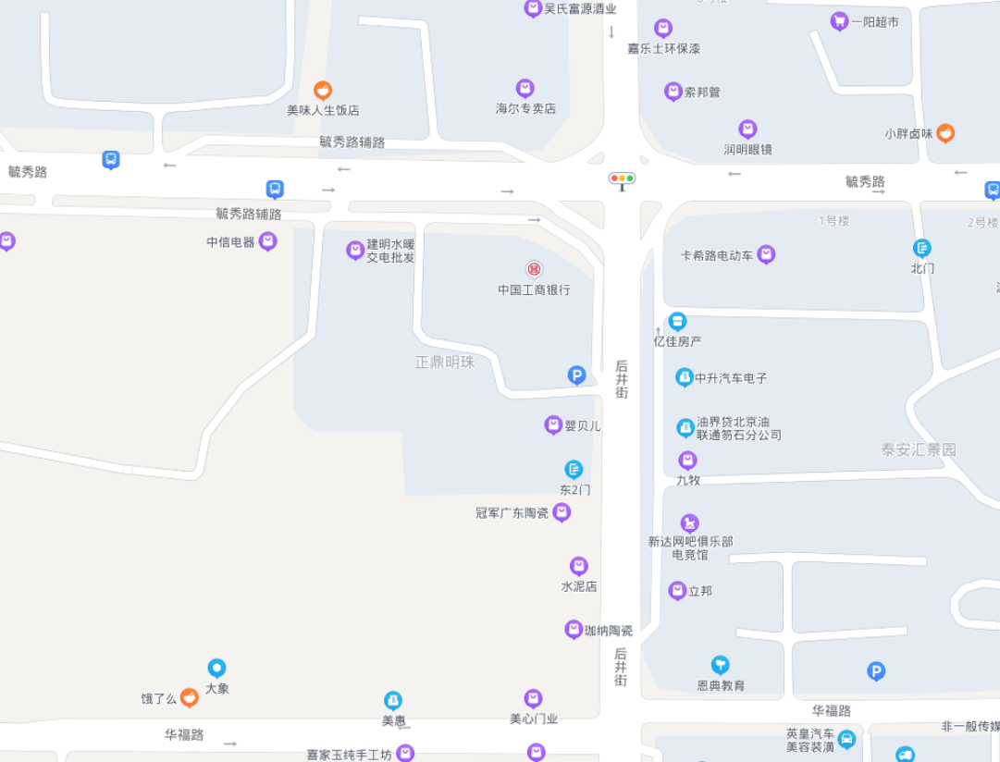 吴氏富源酒业
一阳超市
嘉乐士环保漆
美味人生饭店
海尔专卖店
索邦管
润明眼镜
小胖卤味
毓秀路辅路
毓秀路
毓秀路
毓秀路辅路
1号楼
2号楼
中信电器
建明水暖
交电批发
卡希路电动车
北门
中国工商银行
亿佳房产
正鼎明珠
P
后井街
中升汽车电子
婴贝儿
油界贷北京油
联通笏石分公司
泰安汇景园
九牧
东2门
冠军广东陶瓷
新达网吧俱乐部
电竞馆
水泥店
立邦
珈纳陶瓷
后井街
大象
恩典教育
P
饿了么
美惠
美心门业
华福路
华福路
非一般传媒
英皇汽车
美容装潢
喜家玉纯手工坊